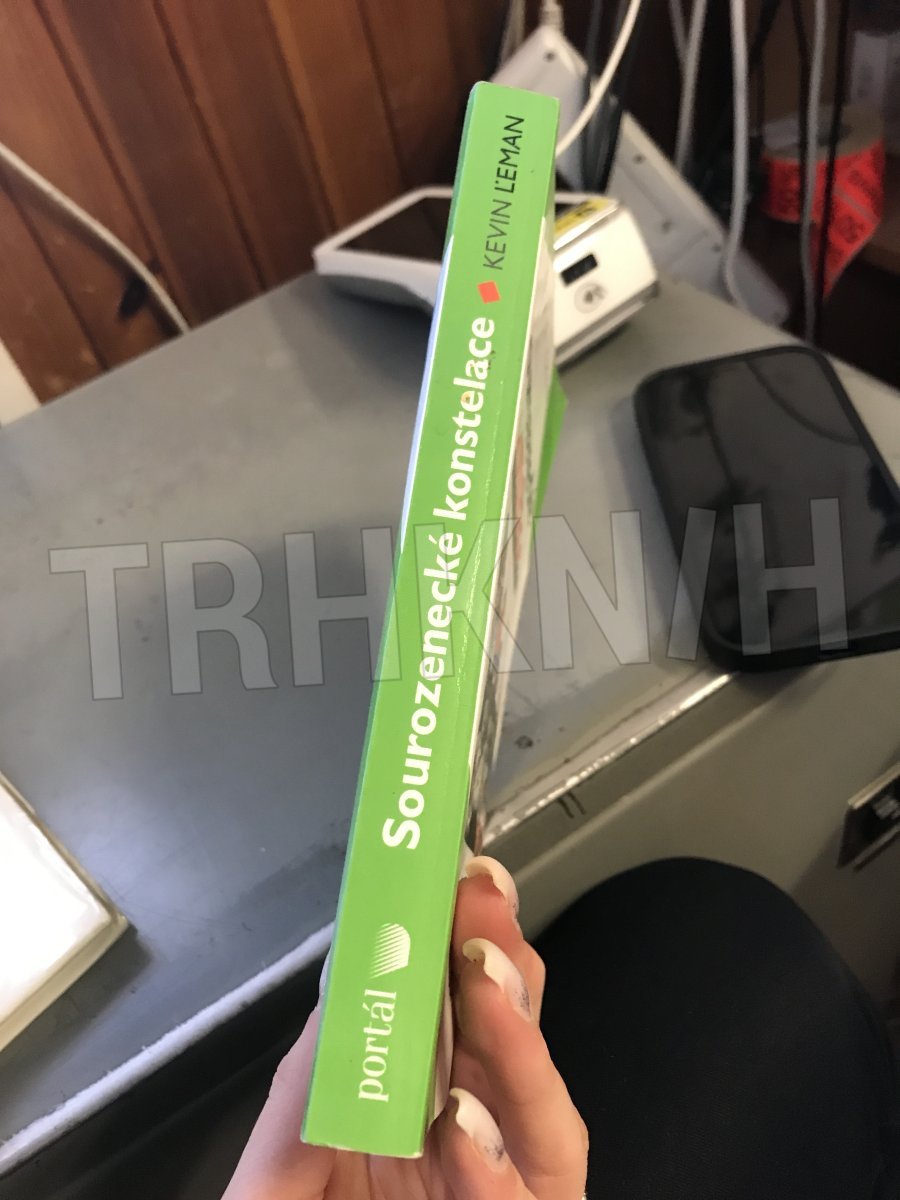 KEVIN LEMAN
Sourozenecké konstelace
portál
TRHKNIH